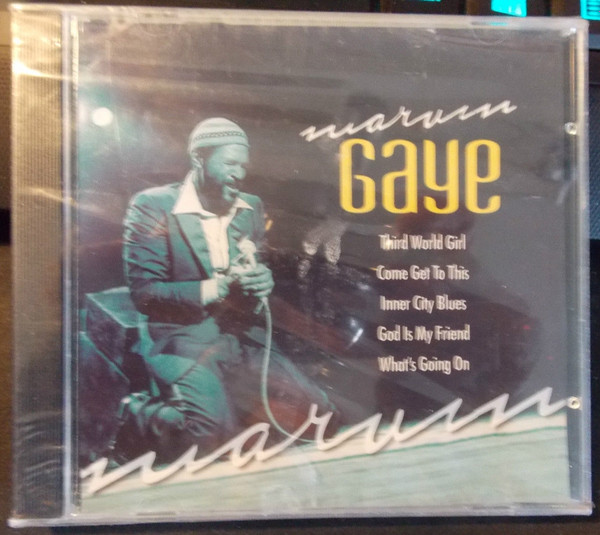 marvin
Gaye
Third World Girl
Come Get To This
Inner City Blues
God Is My Friend
What's Going On
marvin